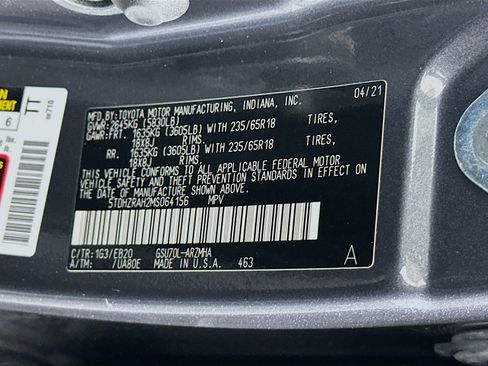 TT
6
04/21
MFD.BY:TOYOTA MOTOR MANUFACTURING, INDIANA, INC.
GVWR:2645KG (5830LB)
GAWR:FRT. 1635KG (3605LB) WITH 235/65R18 TIRES,
18X8J RIMS,
RR. 1635KG (3605LB) WITH 235/65R18 TIRES,
18X8J RIMS,
THIS VEHICLE CONFORMS TO ALL APPLICABLE FEDERAL MOTOR
VEHICLE SAFETY AND THEFT PREVENTION STANDARDS IN EFFECT ON
THE DATE OF MANUFACTURE SHOWN ABOVE.
5TDHZRAH2MS064156 MPV
C/TR:1G3/EB20 GSU70L-ARZMHA
A/TM: /UA80E MADE IN U.S.A. 463
A